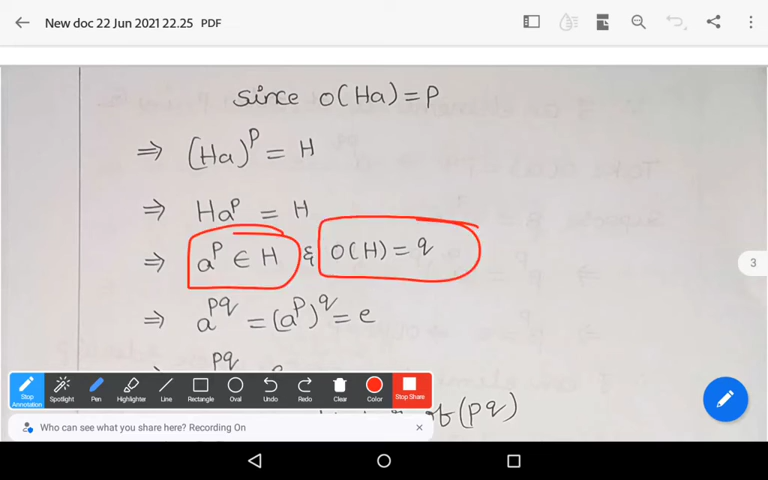 New doc 22 Jun 2021 22.25 PDF
since O(Ha) = p
⇒ (Ha)^p = H
⇒ Ha^p = H
⇒ a^p ∈ H & O(H) = q
⇒ a^pq = (a^p)^q = e
3
pq
Stop Annotation Spotlight Pen Highlighter Line Rectangle Oval Undo Redo Clear Color Stop Share
of (pq)
Who can see what you share here? Recording On